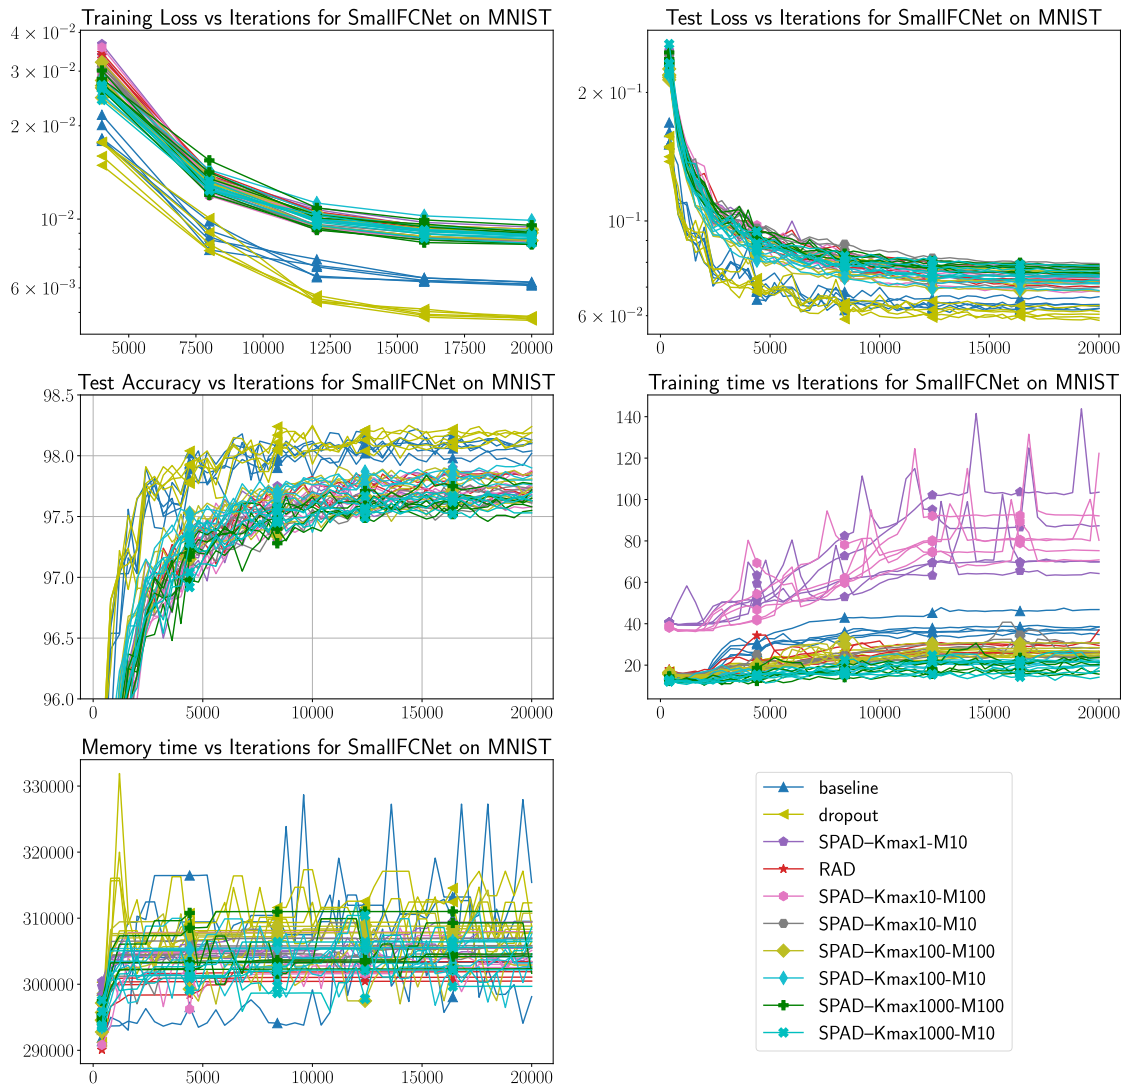 Training Loss vs Iterations for SmallFCNet on MNIST
4 × 10⁻²
3 × 10⁻²
2 × 10⁻²
10⁻²
6 × 10⁻³
5000 7500 10000 12500 15000 17500 20000
Test Loss vs Iterations for SmallFCNet on MNIST
2 × 10⁻¹
10⁻¹
6 × 10⁻²
0 5000 10000 15000 20000
Test Accuracy vs Iterations for SmallFCNet on MNIST
98.5
98.0
97.5
97.0
96.5
96.0
0 5000 10000 15000 20000
Training time vs Iterations for SmallFCNet on MNIST
140
120
100
80
60
40
20
0 5000 10000 15000 20000
Memory time vs Iterations for SmallFCNet on MNIST
330000
320000
310000
300000
290000
0 5000 10000 15000 20000
baseline
dropout
SPAD–Kmax1-M10
RAD
SPAD–Kmax10-M100
SPAD–Kmax10-M10
SPAD–Kmax100-M100
SPAD–Kmax100-M10
SPAD–Kmax1000-M100
SPAD–Kmax1000-M10